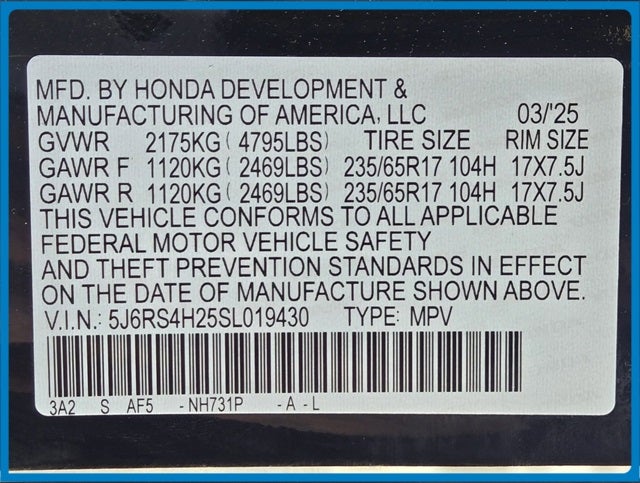 MFD. BY HONDA DEVELOPMENT &
MANUFACTURING OF AMERICA, LLC 03/'25
GVWR 2175KG ( 4795LBS) TIRE SIZE RIM SIZE
GAWR F 1120KG ( 2469LBS) 235/65R17 104H 17X7.5J
GAWR R 1120KG ( 2469LBS) 235/65R17 104H 17X7.5J
THIS VEHICLE CONFORMS TO ALL APPLICABLE
FEDERAL MOTOR VEHICLE SAFETY
AND THEFT PREVENTION STANDARDS IN EFFECT
ON THE DATE OF MANUFACTURE SHOWN ABOVE.
V.I.N.: 5J6RS4H25SL019430 TYPE: MPV
3A2 S AF5 -NH731P -A-L